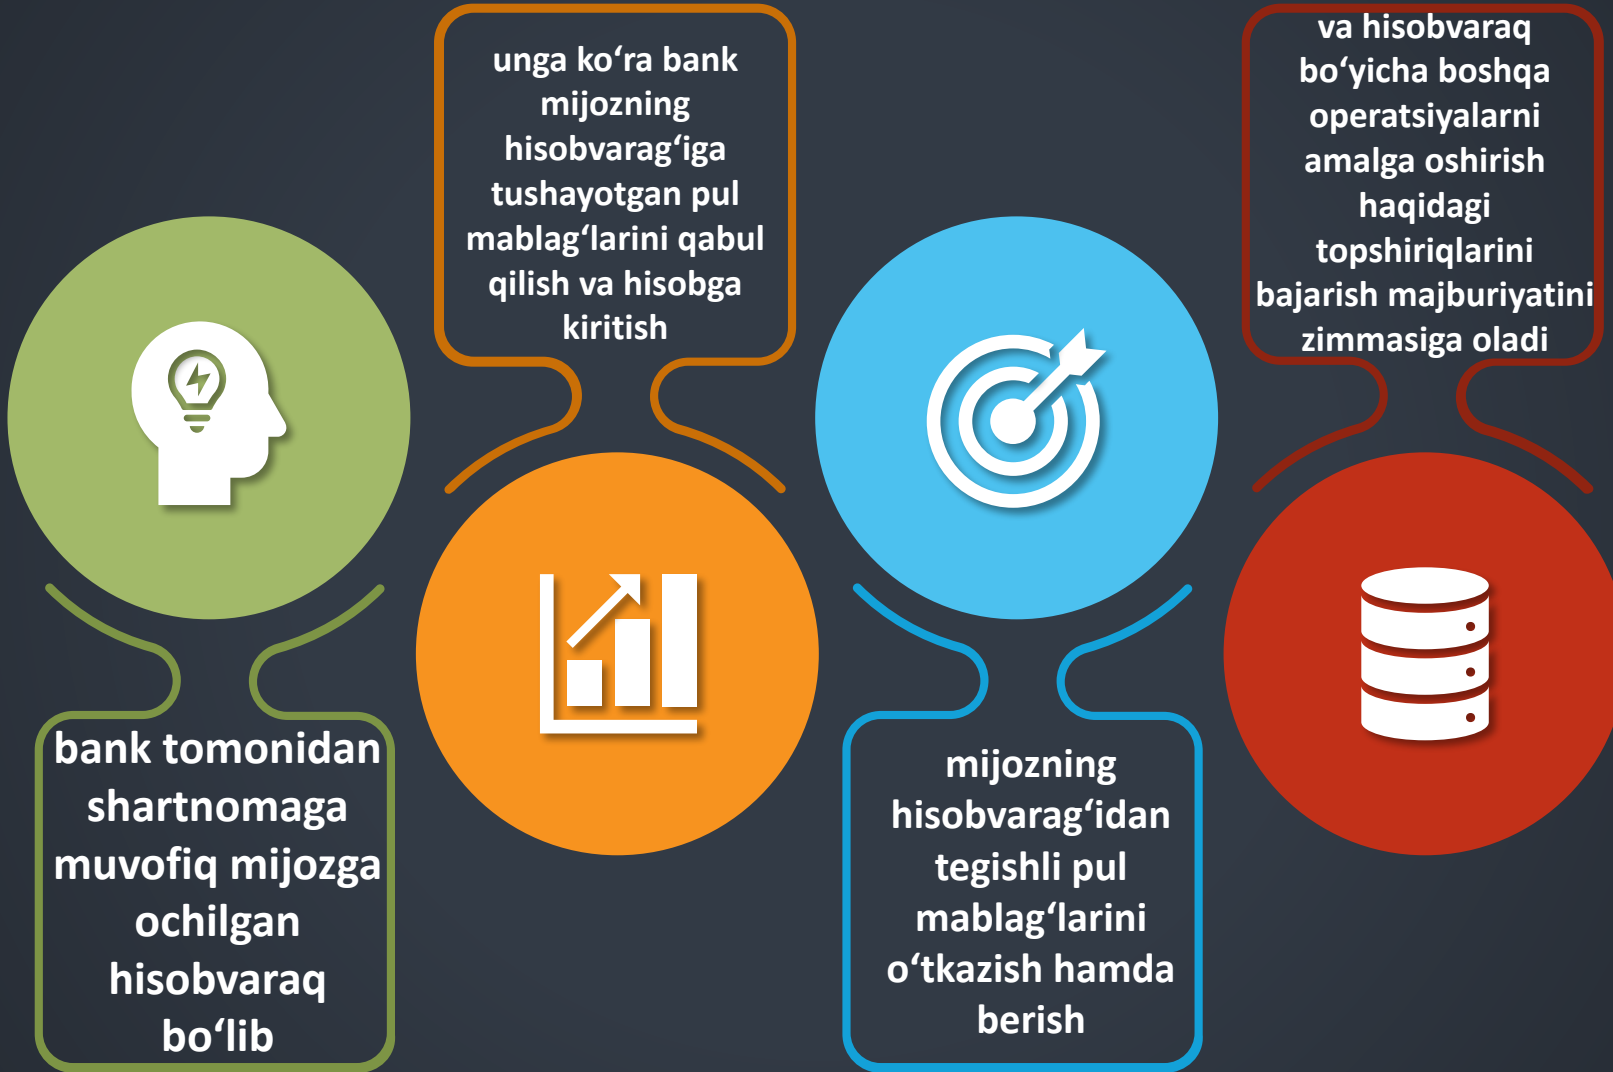 bank tomonidan
shartnomaga
muvofiq mijozga
ochilgan
hisobvaraq
bo‘lib
unga ko‘ra bank
mijozning
hisobvarag‘iga
tushayotgan pul
mablag‘larini qabul
qilish va hisobga
kiritish
mijozning
hisobvarag‘idan
tegishli pul
mablag‘larini
o‘tkazish hamda
berish
va hisobvaraq
bo‘yicha boshqa
operatsiyalarni
amalga oshirish
haqidagi
topshiriqlarini
bajarish majburiyatini
zimmasiga oladi